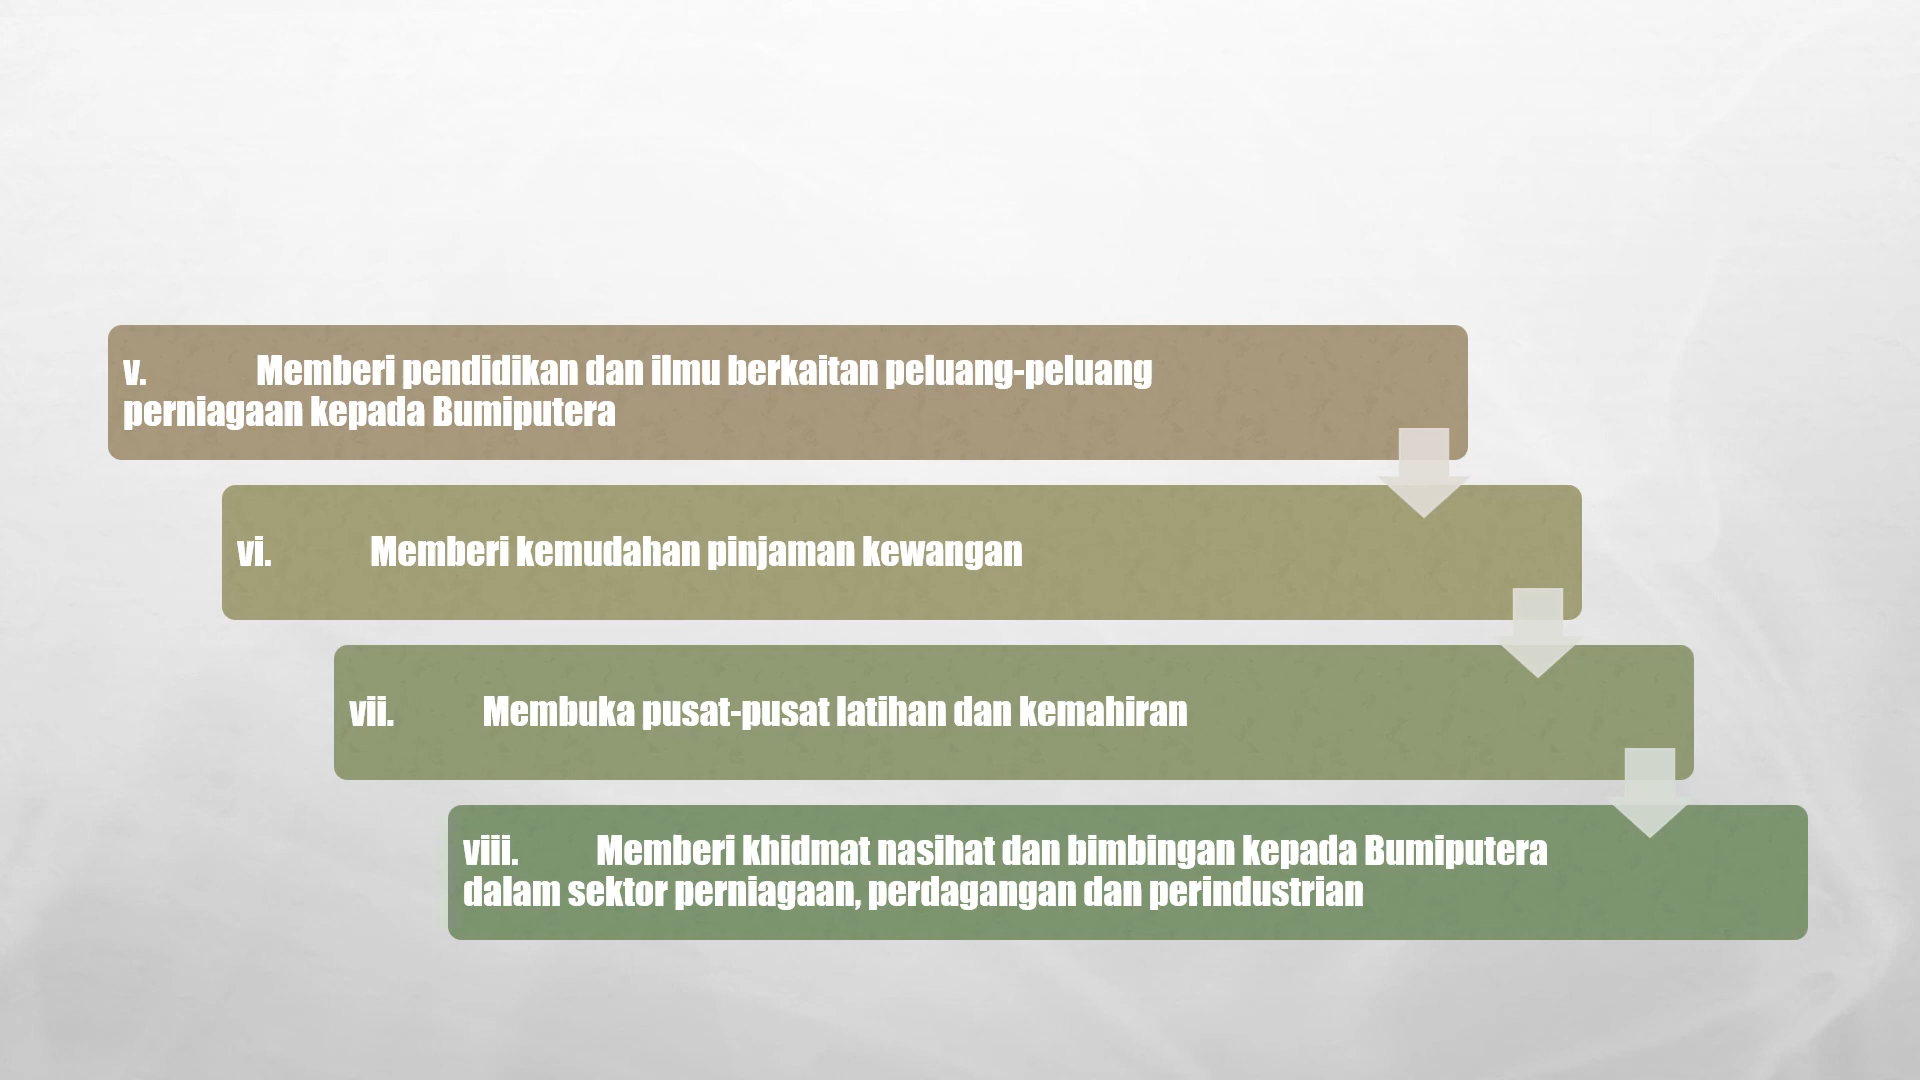 v. Memberi pendidikan dan ilmu berkaitan peluang-peluang
perniagaan kepada Bumiputera
vi. Memberi kemudahan pinjaman kewangan
vii. Membuka pusat-pusat latihan dan kemahiran
viii. Memberi khidmat nasihat dan bimbingan kepada Bumiputera
dalam sektor perniagaan, perdagangan dan perindustrian